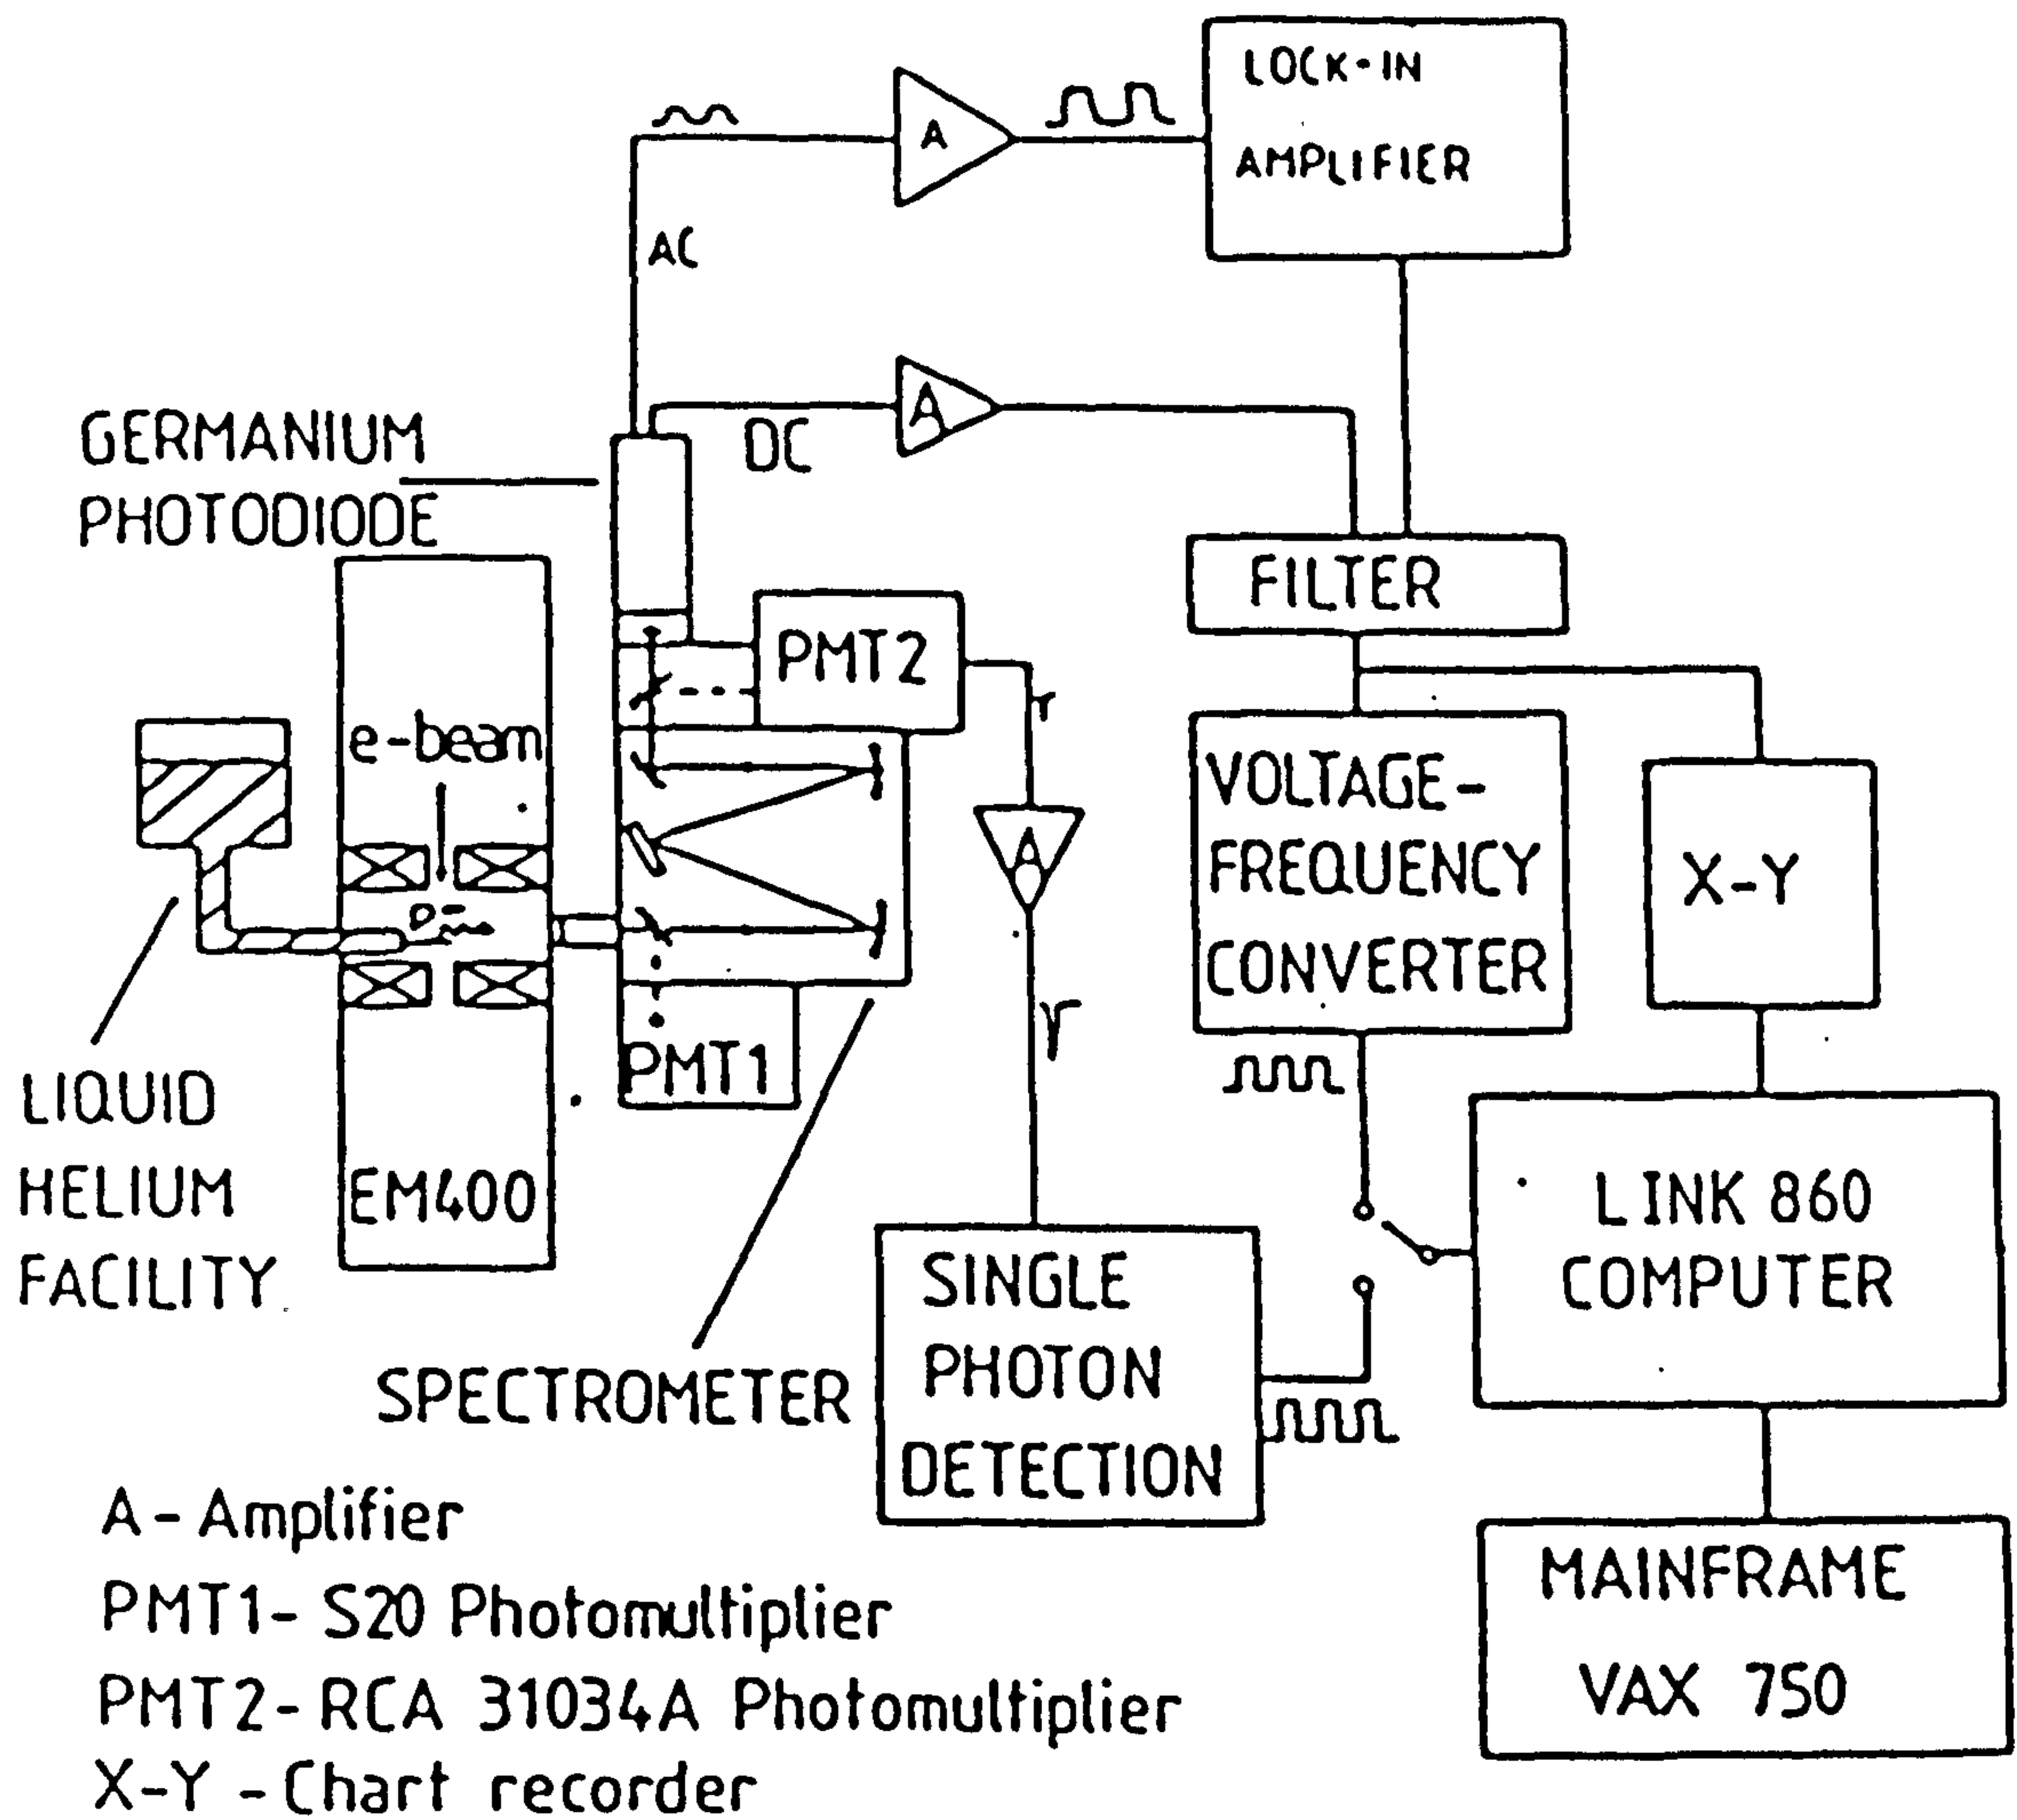 LOCK-IN
AMPLIFIER
A
AC
A
DC
GERMANIUM
PHOTODIODE
FILTER
PMT2
e-beam
VOLTAGE-
FREQUENCY
CONVERTER
X-Y
A
PMT1
LIQUID
HELIUM
FACILITY
EM400
LINK 860
COMPUTER
SINGLE
PHOTON
DETECTION
SPECTROMETER
A - Amplifier
PMT1 - S20 Photomultiplier
PMT2 - RCA 31034A Photomultiplier
X-Y - Chart recorder
MAINFRAME
VAX 750